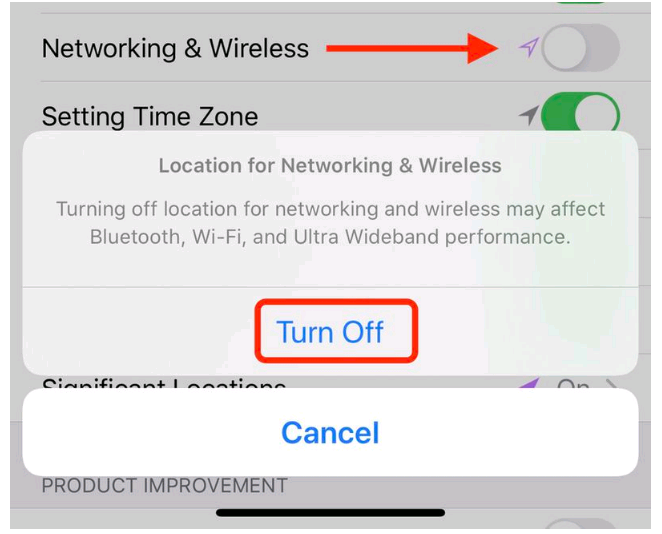 Networking & Wireless
Setting Time Zone
Location for Networking & Wireless
Turning off location for networking and wireless may affect
Bluetooth, Wi-Fi, and Ultra Wideband performance.
Turn Off
Significant Locations On
Cancel
PRODUCT IMPROVEMENT